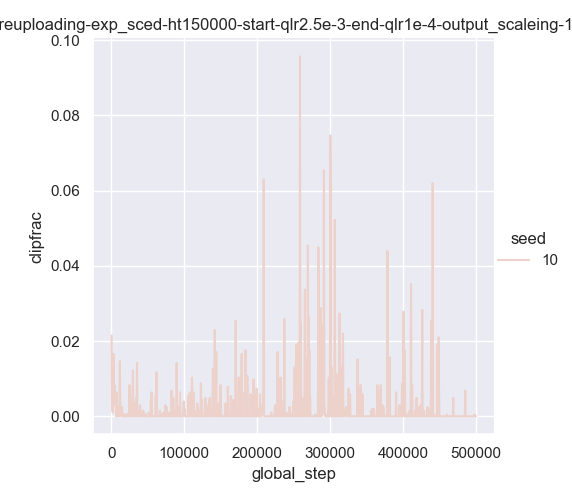 reuploading-exp_sced-ht150000-start-qlr2.5e-3-end-qlr1e-4-output_scaleing-1
0.10
0.08
0.06
0.04
0.02
0.00
clipfrac
0 100000 200000 300000 400000 500000
global_step
seed
10